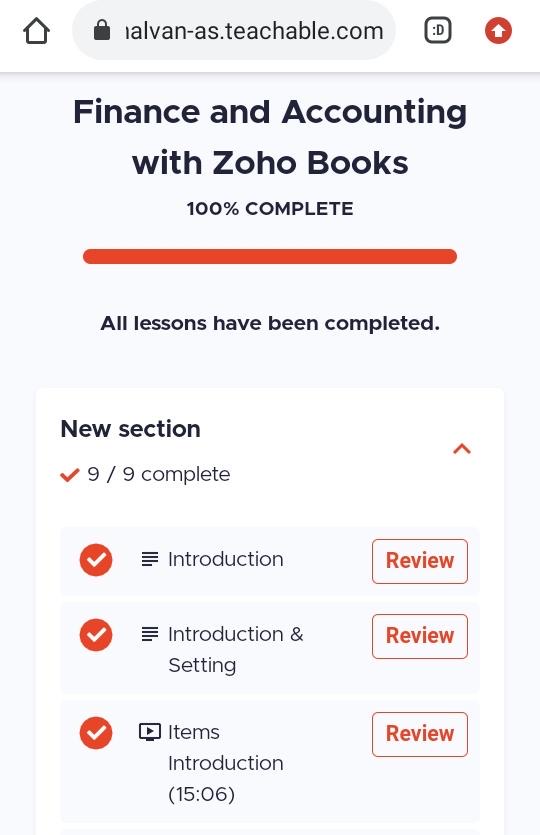 nalvan-as.teachable.com
:D
Finance and Accounting
with Zoho Books
100% COMPLETE
All lessons have been completed.
New section
9 / 9 complete
Introduction
Review
Introduction &
Setting
Review
Items
Introduction
(15:06)
Review